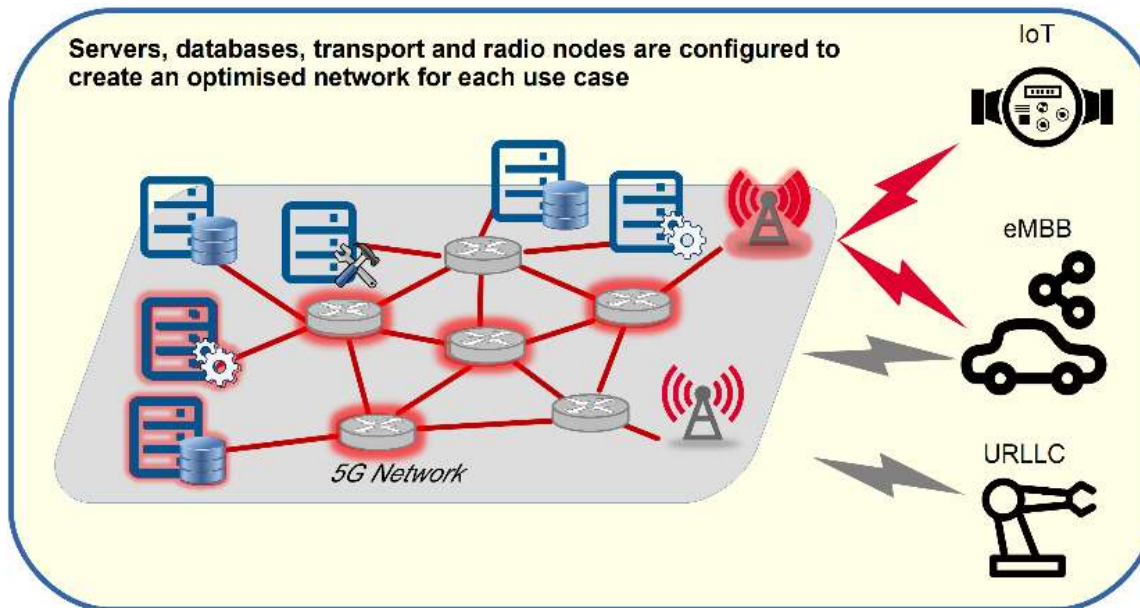 Servers, databases, transport and radio nodes are configured to
create an optimised network for each use case
IoT
eMBB
URLLC
5G Network